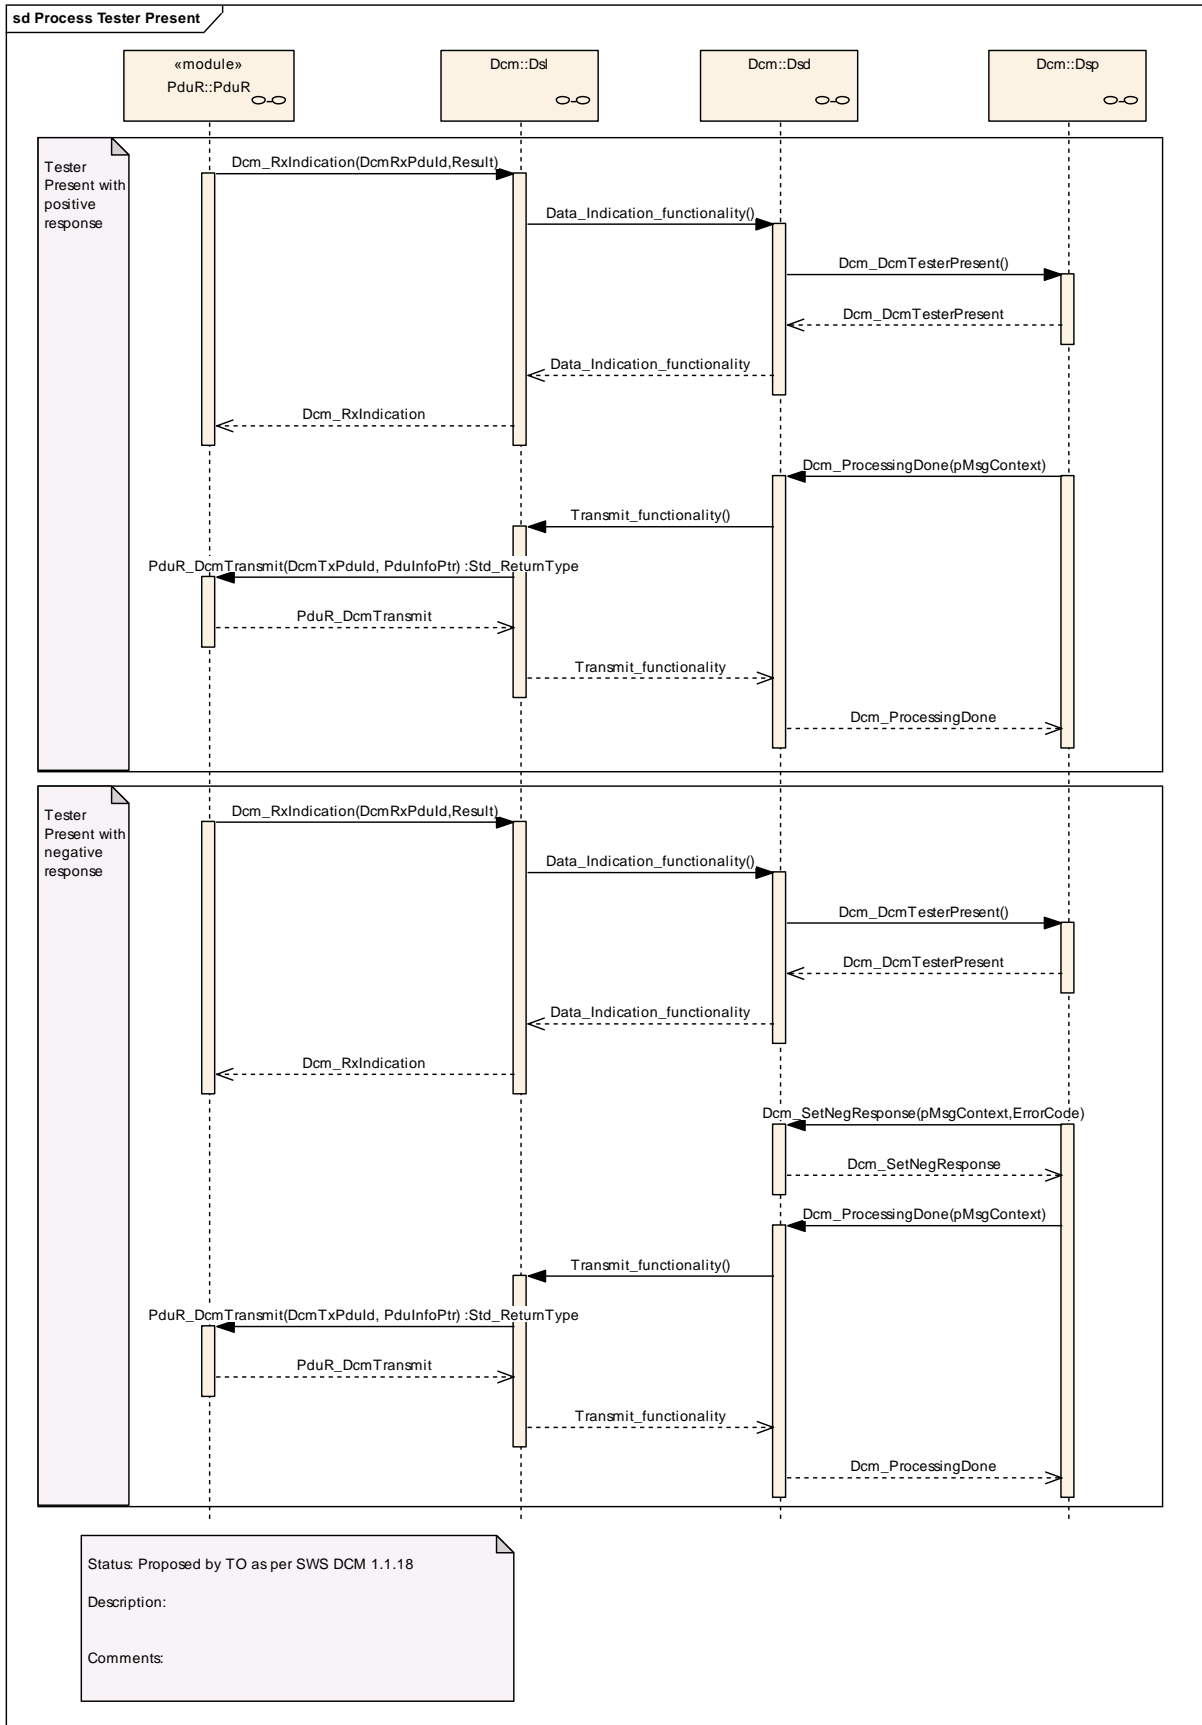 sd Process Tester Present
«module»
PduR::PduR
Dcm::Dsl
Dcm::Dsd
Dcm::Dsp
Tester
Present with
positive
response
Dcm_RxIndication(DcmRxPduId,Result)
Data_Indication_functionality()
Dcm_DcmTesterPresent()
Dcm_DcmTesterPresent
Data_Indication_functionality
Dcm_RxIndication
Dcm_ProcessingDone(pMsgContext)
Transmit_functionality()
PduR_DcmTransmit(DcmTxPduId, PduInfoPtr) :Std_ReturnType
PduR_DcmTransmit
Transmit_functionality
Dcm_ProcessingDone
Tester
Present with
negative
response
Dcm_RxIndication(DcmRxPduId,Result)
Data_Indication_functionality()
Dcm_DcmTesterPresent()
Dcm_DcmTesterPresent
Data_Indication_functionality
Dcm_RxIndication
Dcm_SetNegResponse(pMsgContext,ErrorCode)
Dcm_SetNegResponse
Dcm_ProcessingDone(pMsgContext)
Transmit_functionality()
PduR_DcmTransmit(DcmTxPduId, PduInfoPtr) :Std_ReturnType
PduR_DcmTransmit
Transmit_functionality
Dcm_ProcessingDone
Status: Proposed by TO as per SWS DCM 1.1.18
Description:
Comments: